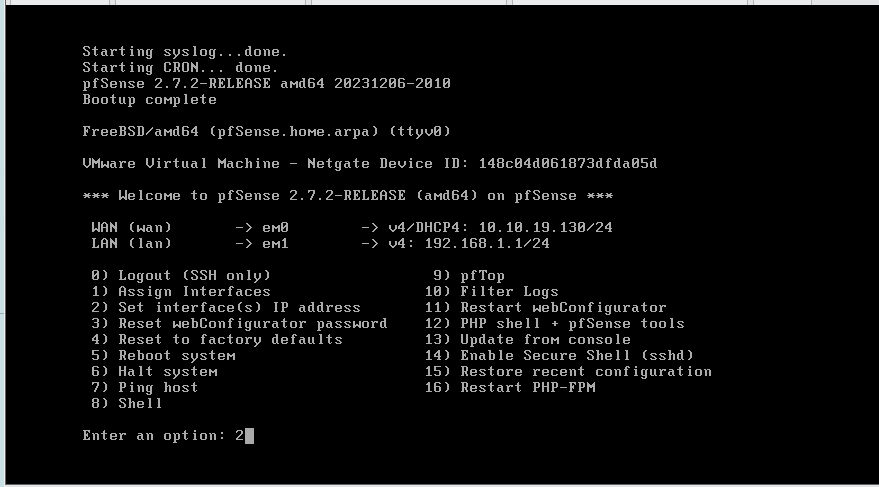 Starting syslog...done.
Starting CRON... done.
pfSense 2.7.2-RELEASE amd64 20231206-2010
Bootup complete
FreeBSD/amd64 (pfSense.home.arpa) (ttyv0)
VMware Virtual Machine - Netgate Device ID: 148c04d061873dfda05d
*** Welcome to pfSense 2.7.2-RELEASE (amd64) on pfSense ***
WAN (wan)       -> em0        -> v4/DHCP4: 10.10.19.130/24
LAN (lan)       -> em1        -> v4: 192.168.1.1/24
0) Logout (SSH only)                  9) pfTop
1) Assign Interfaces                 10) Filter Logs
2) Set interface(s) IP address       11) Restart webConfigurator
3) Reset webConfigurator password    12) PHP shell + pfSense tools
4) Reset to factory defaults         13) Update from console
5) Reboot system                     14) Enable Secure Shell (sshd)
6) Halt system                       15) Restore recent configuration
7) Ping host                         16) Restart PHP-FPM
8) Shell
Enter an option: 2